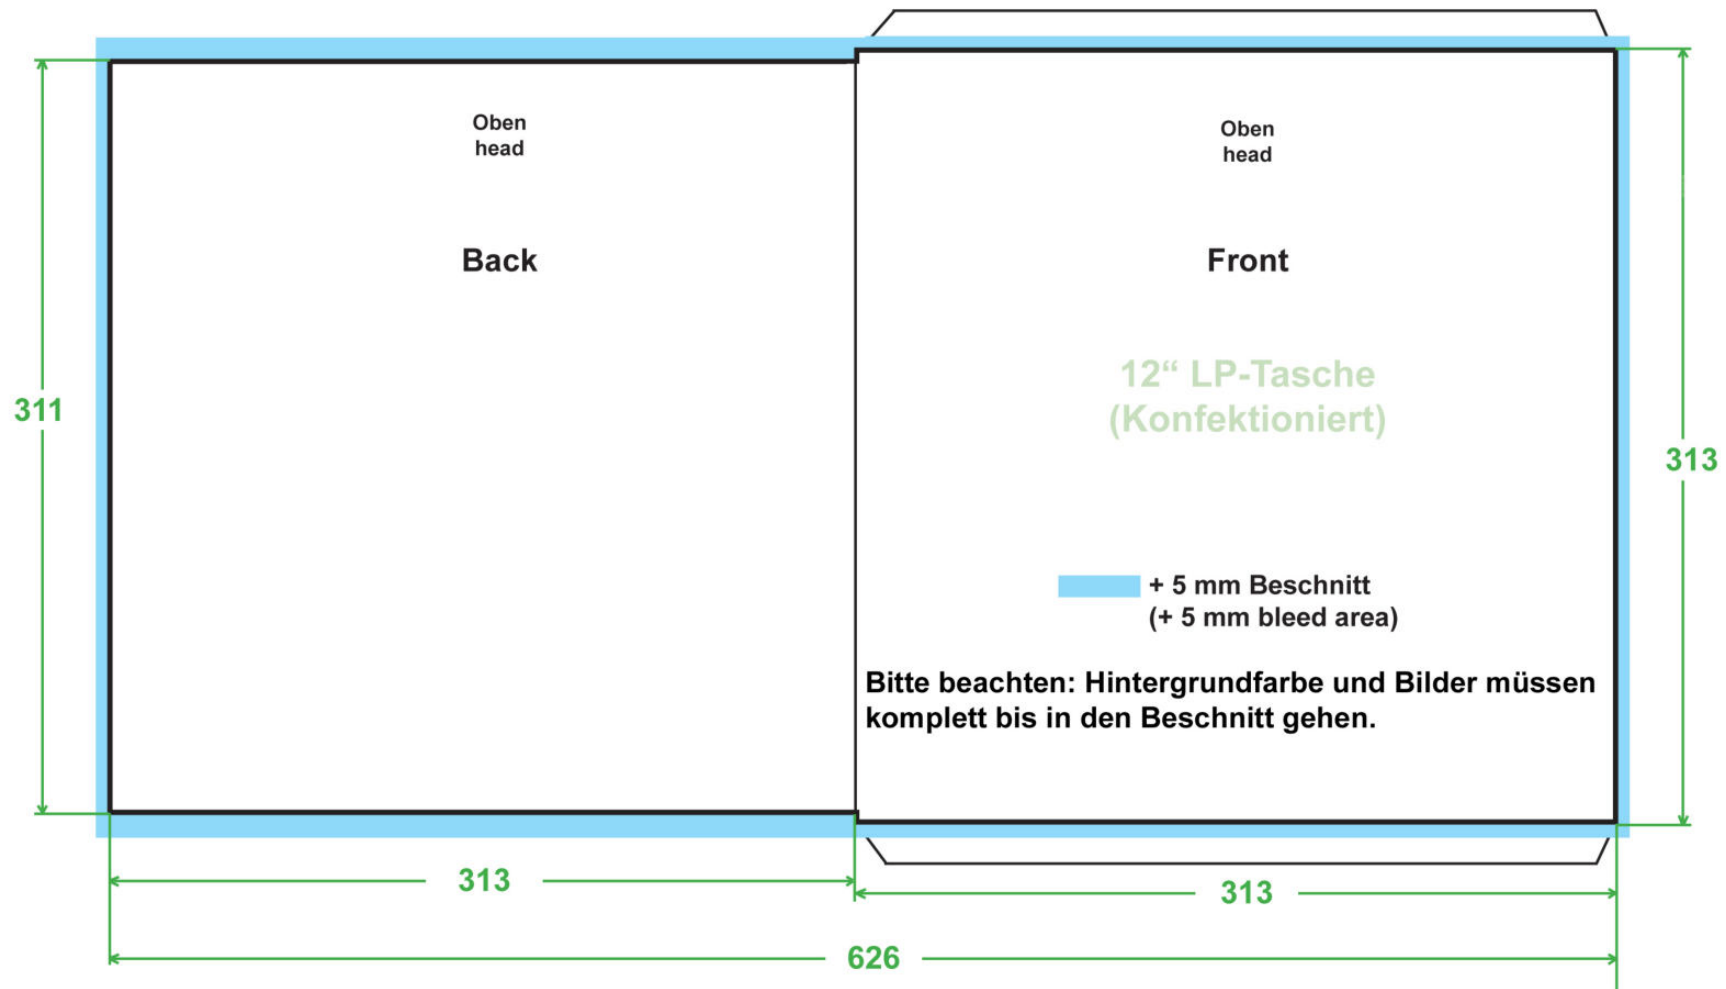 Oben
head
Back
Oben
head
Front
12“ LP-Tasche
(Konfektioniert)
311
313
+ 5 mm Beschnitt
(+ 5 mm bleed area)
Bitte beachten: Hintergrundfarbe und Bilder müssen
komplett bis in den Beschnitt gehen.
313
313
626